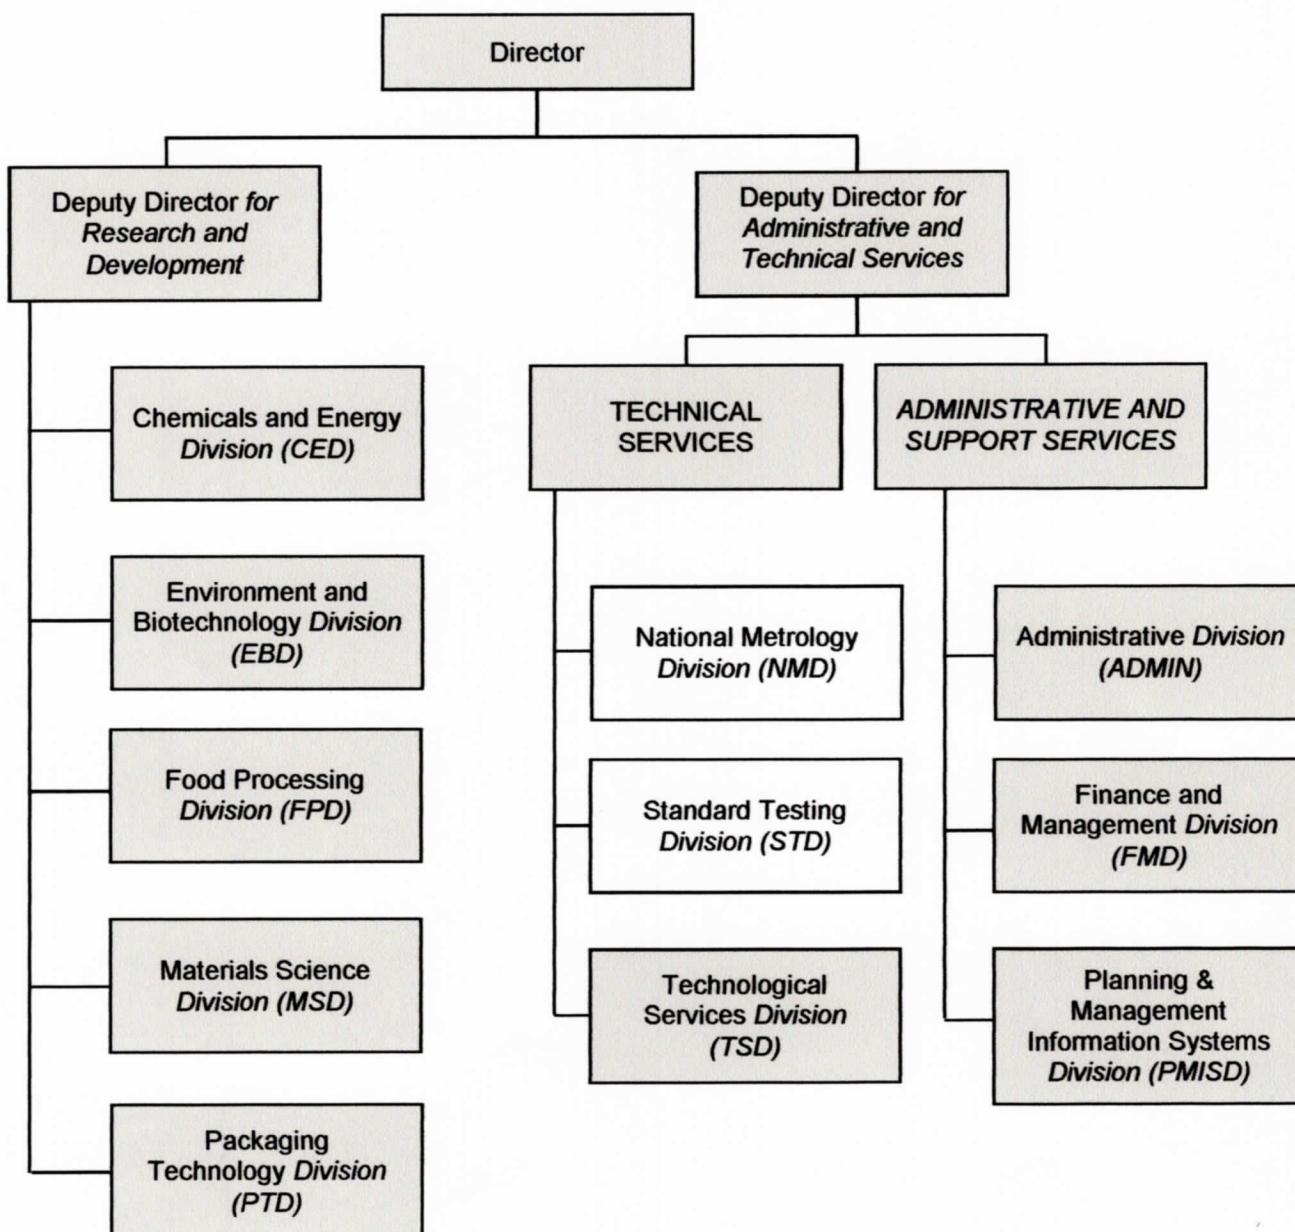 Director
Deputy Director for
Research and
Development
Deputy Director for
Administrative and
Technical Services
Chemicals and Energy
Division (CED)
Environment and
Biotechnology Division
(EBD)
Food Processing
Division (FPD)
Materials Science
Division (MSD)
Packaging
Technology Division
(PTD)
TECHNICAL
SERVICES
National Metrology
Division (NMD)
Standard Testing
Division (STD)
Technological
Services Division
(TSD)
ADMINISTRATIVE AND
SUPPORT SERVICES
Administrative Division
(ADMIN)
Finance and
Management Division
(FMD)
Planning &
Management
Information Systems
Division (PMISD)